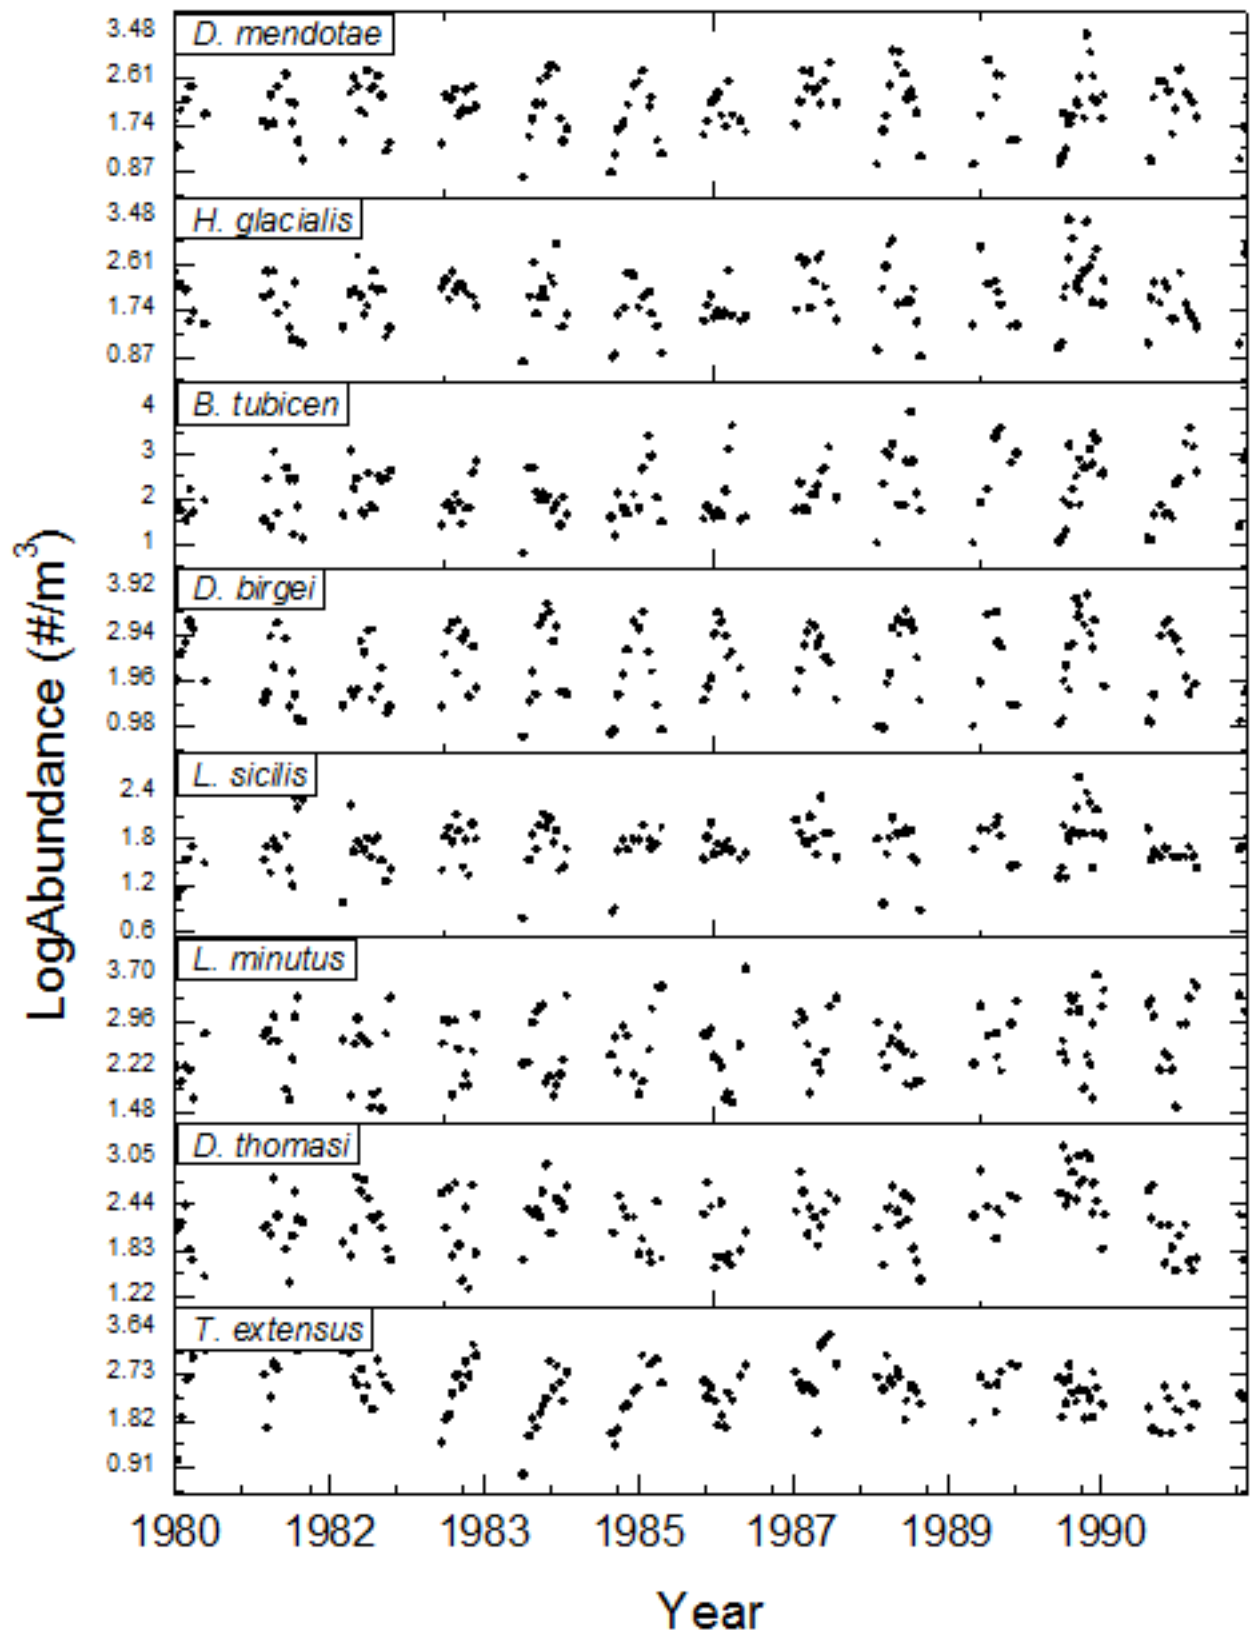 3.48
D. mendotae
2.61
1.74
0.87
3.48
H. glacialis
2.61
1.74
0.87
4
B. tubicen
3
2
1
3.92
D. birgei
2.94
1.96
0.98
2.4
L. sicilis
1.8
1.2
0.6
3.70
L. minutus
2.96
2.22
1.48
3.05
D. thomasi
2.44
1.83
1.22
3.64
T. extensus
2.73
1.82
0.91
LogAbundance (#/m³)
1980 1982 1983 1985 1987 1989 1990
Year